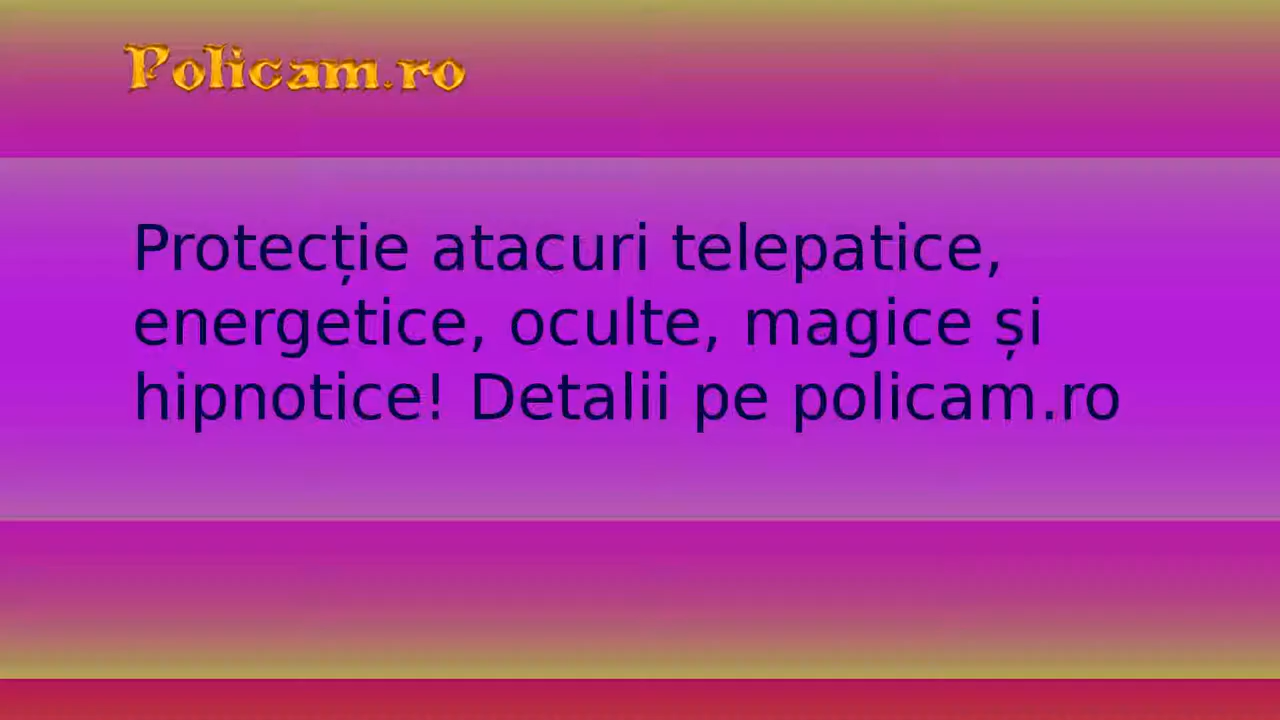 Policam.ro
Protecție atacuri telepatice,
energetice, oculte, magice și
hipnotice! Detalii pe policam.ro